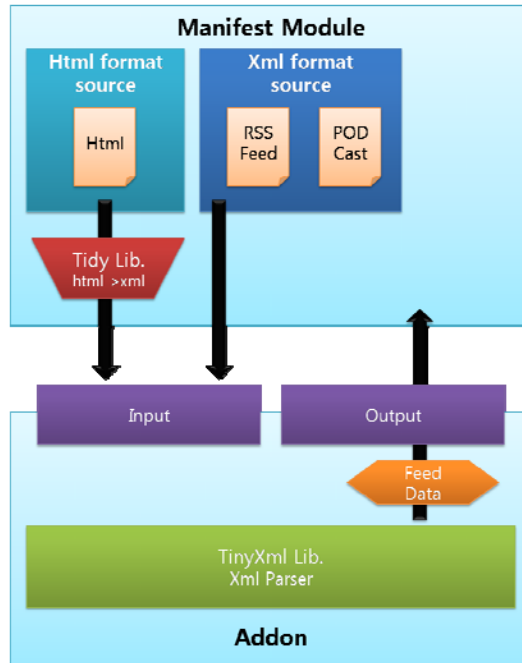 Manifest Module
Html format
source
Html
Xml format
source
RSS
Feed
POD
Cast
Tidy Lib.
html >xml
Input
Output
Feed
Data
TinyXml Lib.
Xml Parser
Addon